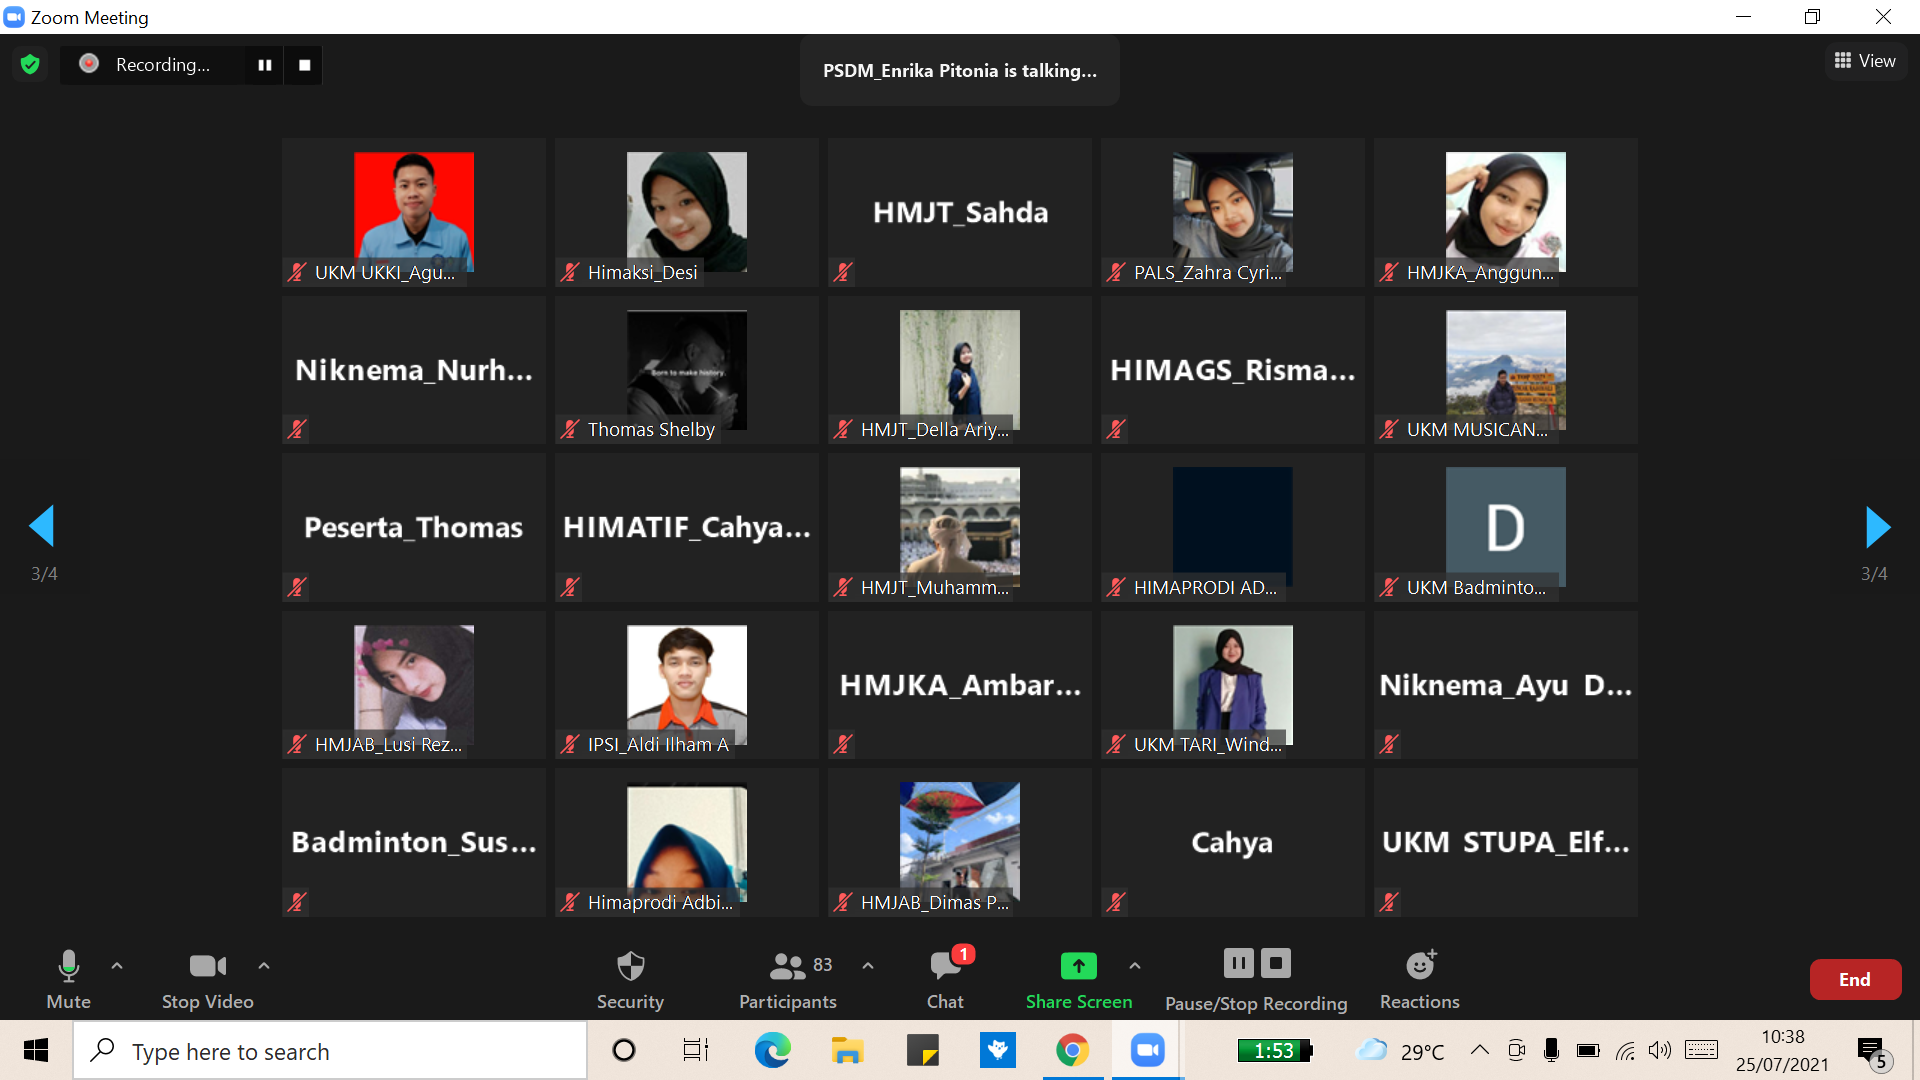 Zoom Meeting
Recording...
PSDM_Enrika Pitonia is talking...
View
UKM UKKI_Agu...
Himaksi_Desi
HMJT_Sahda
PALS_Zahra Cyri...
HMJKA_Anggun...
Niknema_Nurh...
Born to make history.
Thomas Shelby
HMJT_Della Ariy...
HIMAGS_Risma...
UKM MUSICAN...
3/4
Peserta_Thomas
HIMATIF_Cahya...
HMJT_Muhamm...
HIMAPRODI AD...
D
UKM Badminto...
3/4
HMJAB_Lusi Rez...
IPSI_Aldi Ilham A
HMJKA_Ambar...
UKM TARI_Wind...
Niknema_Ayu D...
Badminton_Sus...
Himaprodi Adbi...
HMJAB_Dimas P...
Cahya
UKM STUPA_Elf...
Mute
Stop Video
Security
83
Participants
1
Chat
Share Screen
Pause/Stop Recording
Reactions
End
Type here to search
1:53
29°C
10:38
25/07/2021
5